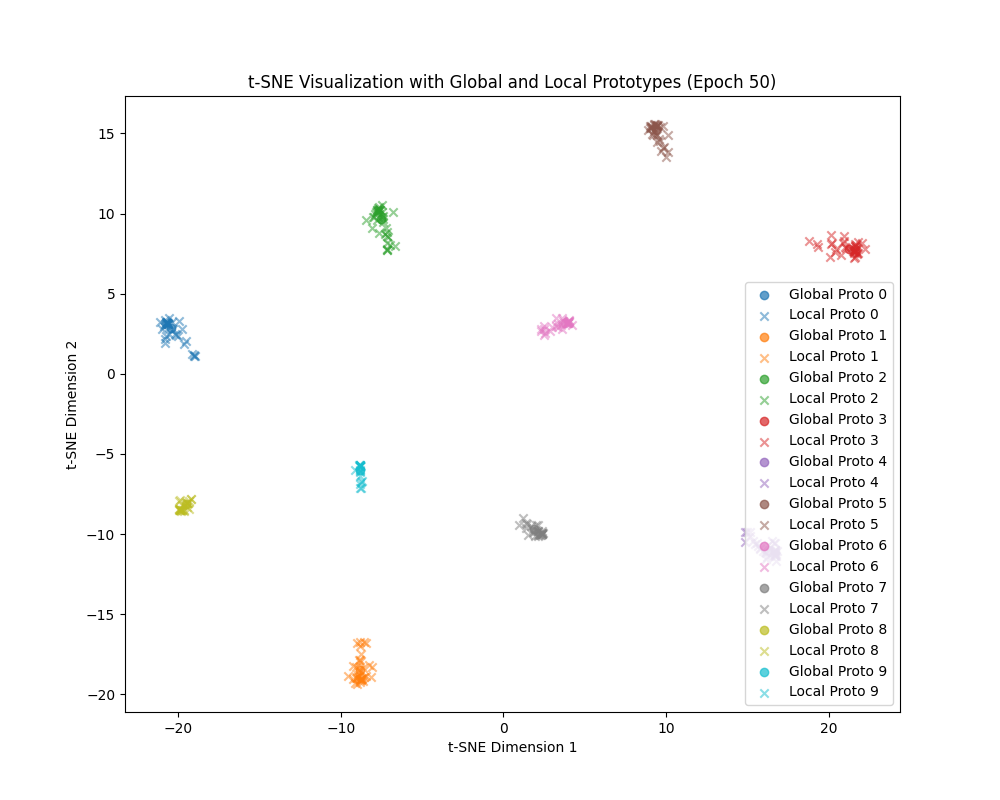 t-SNE Visualization with Global and Local Prototypes (Epoch 50)
15
10
5
0
−5
−10
−15
−20
t-SNE Dimension 2
Global Proto 0
Local Proto 0
Global Proto 1
Local Proto 1
Global Proto 2
Local Proto 2
Global Proto 3
Local Proto 3
Global Proto 4
Local Proto 4
Global Proto 5
Local Proto 5
Global Proto 6
Local Proto 6
Global Proto 7
Local Proto 7
Global Proto 8
Local Proto 8
Global Proto 9
Local Proto 9
−20 −10 0 10 20
t-SNE Dimension 1